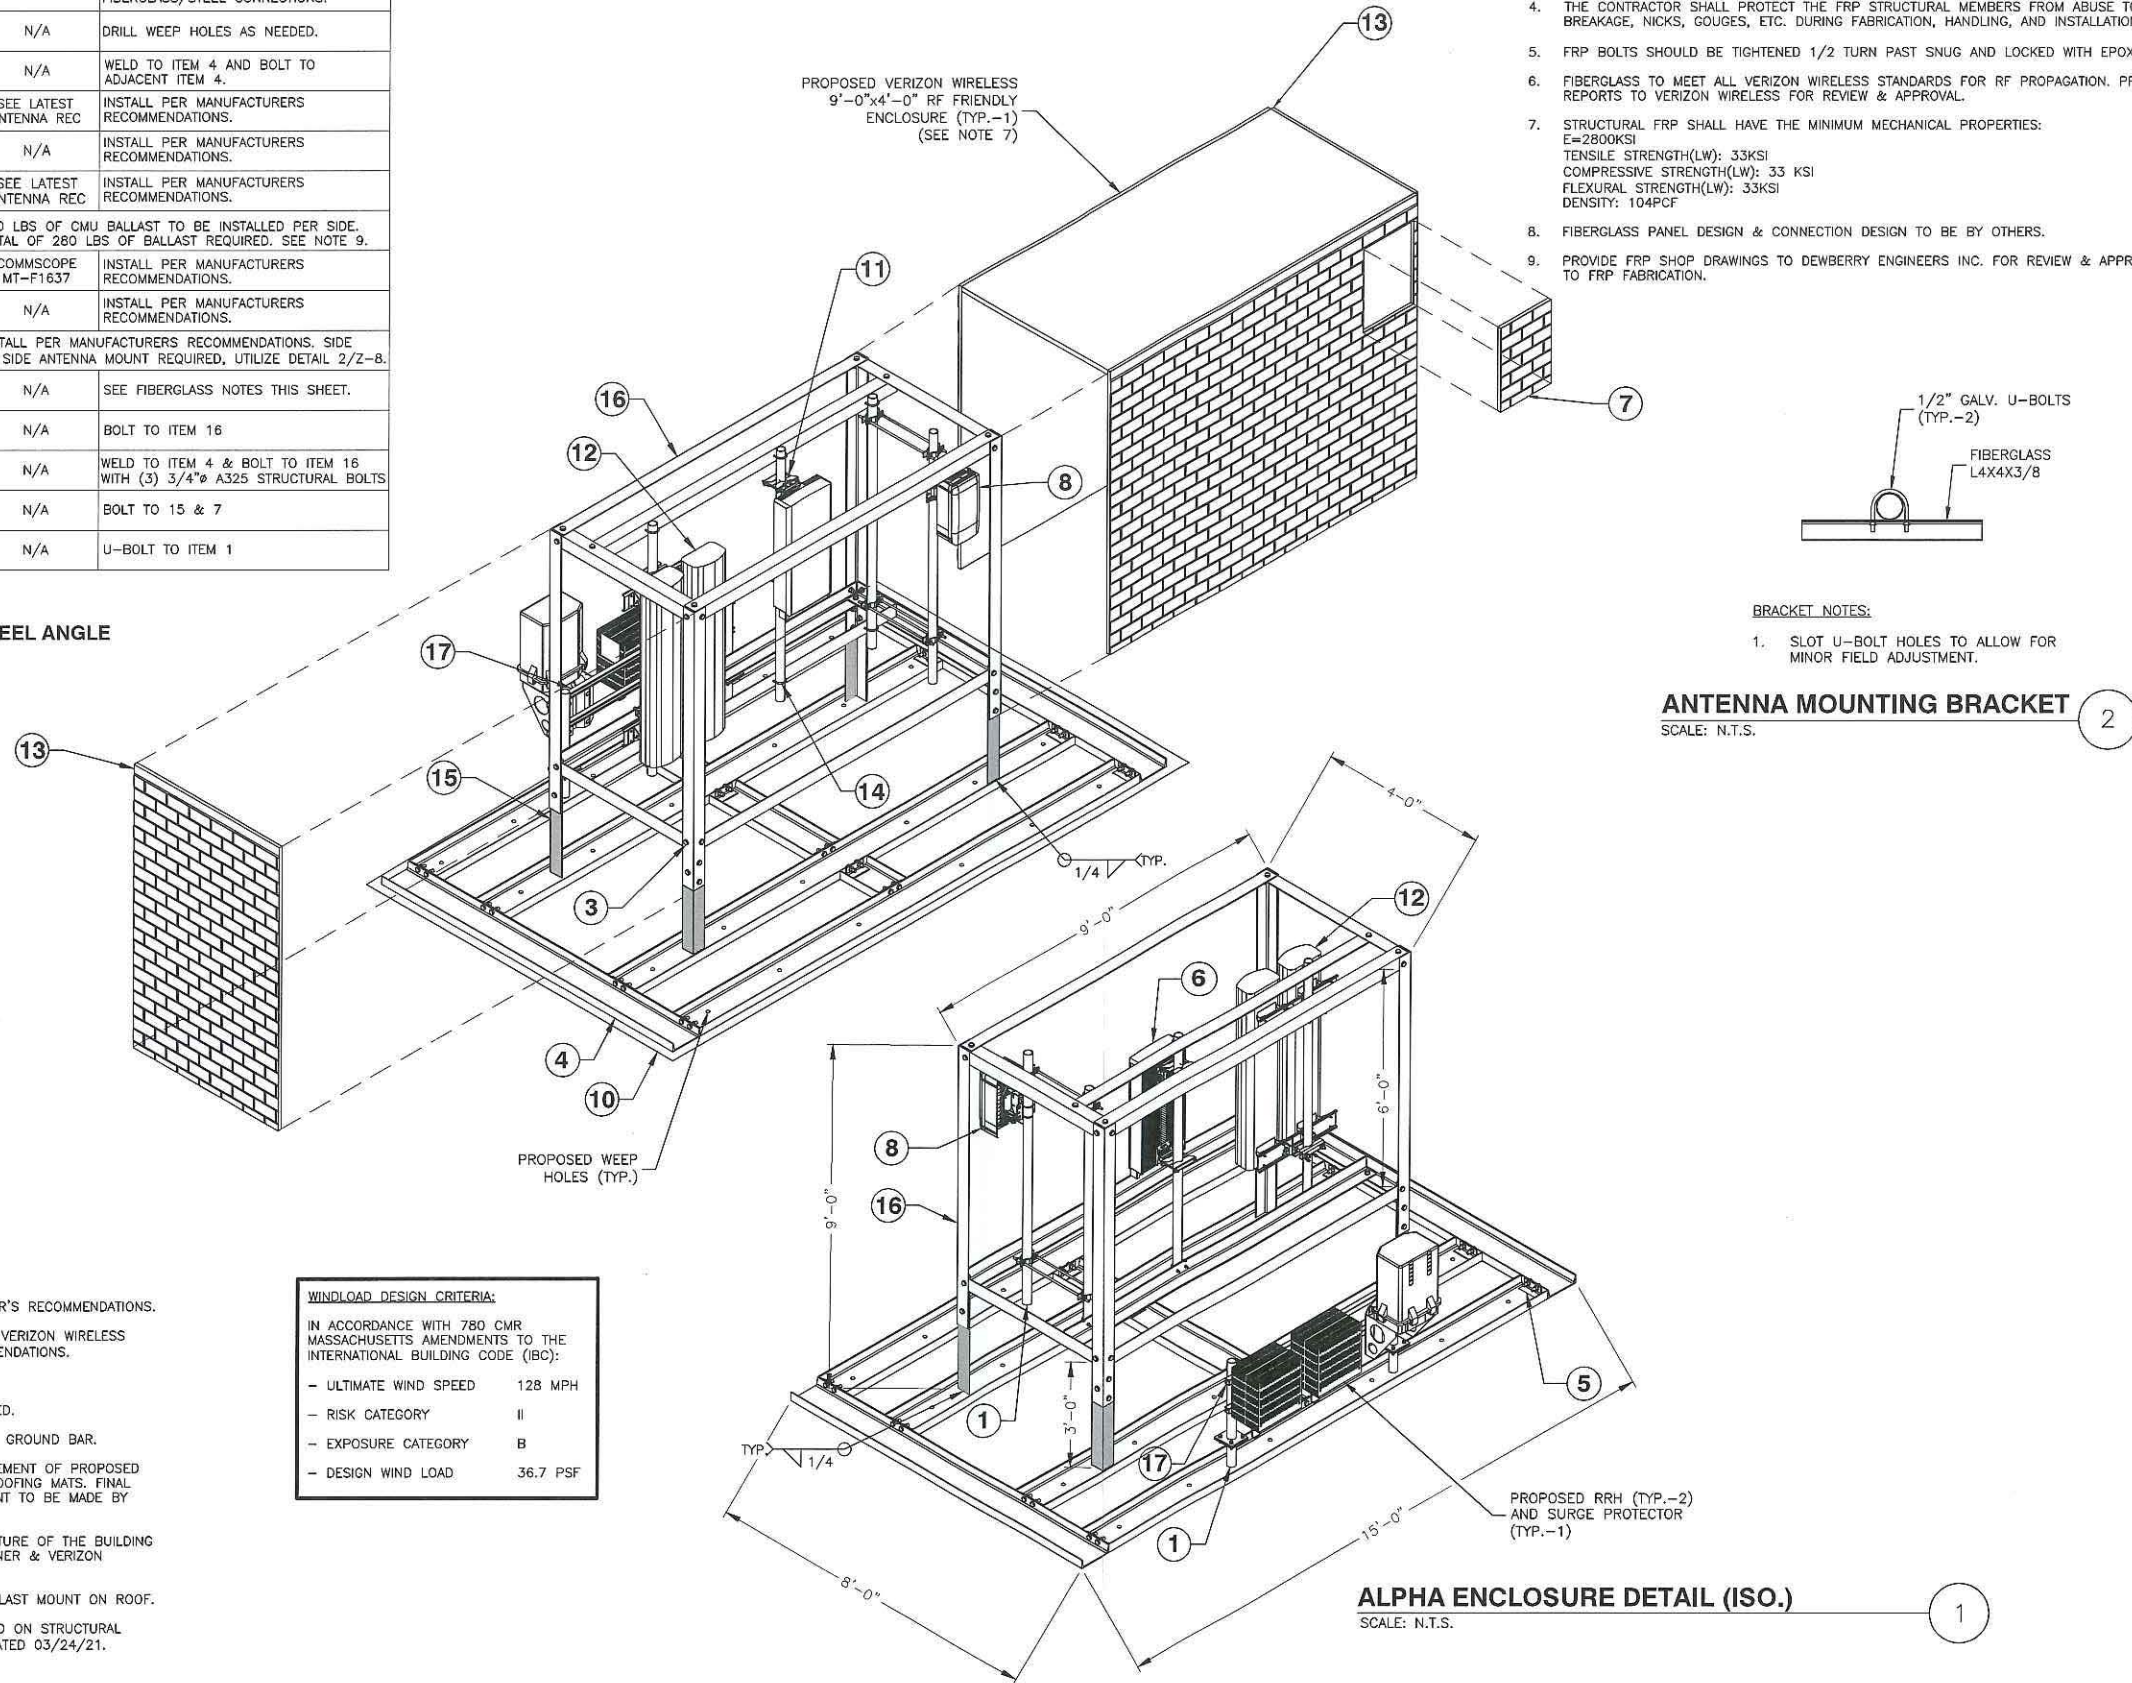 FIBERGLASS/STEEL CONNECTIONS.
N/A
DRILL WEEP HOLES AS NEEDED.
N/A
WELD TO ITEM 4 AND BOLT TO
ADJACENT ITEM 4.
SEE LATEST
NTENNA REC
INSTALL PER MANUFACTURERS
RECOMMENDATIONS.
N/A
INSTALL PER MANUFACTURERS
RECOMMENDATIONS.
SEE LATEST
NTENNA REC
INSTALL PER MANUFACTURERS
RECOMMENDATIONS.
0 LBS OF CMU BALLAST TO BE INSTALLED PER SIDE.
TAL OF 280 LBS OF BALLAST REQUIRED. SEE NOTE 9.
COMMSCOPE
MT-F1637
INSTALL PER MANUFACTURERS
RECOMMENDATIONS.
N/A
INSTALL PER MANUFACTURERS
RECOMMENDATIONS.
TALL PER MANUFACTURERS RECOMMENDATIONS. SIDE
SIDE ANTENNA MOUNT REQUIRED, UTILIZE DETAIL 2/Z-8.
N/A
SEE FIBERGLASS NOTES THIS SHEET.
N/A
BOLT TO ITEM 16
N/A
WELD TO ITEM 4 & BOLT TO ITEM 16
WITH (3) 3/4"ø A325 STRUCTURAL BOLTS
N/A
BOLT TO 15 & 7
N/A
U-BOLT TO ITEM 1
EEL ANGLE
PROPOSED VERIZON WIRELESS
9'-0"x4'-0" RF FRIENDLY
ENCLOSURE (TYP.-1)
(SEE NOTE 7)
13
11
16
12
8
7
17
13
15
14
3
1/4
TYP.
4
10
PROPOSED WEEP
HOLES (TYP.)
4. THE CONTRACTOR SHALL PROTECT THE FRP STRUCTURAL MEMBERS FROM ABUSE TO
BREAKAGE, NICKS, GOUGES, ETC. DURING FABRICATION, HANDLING, AND INSTALLATION
5. FRP BOLTS SHOULD BE TIGHTENED 1/2 TURN PAST SNUG AND LOCKED WITH EPOX
6. FIBERGLASS TO MEET ALL VERIZON WIRELESS STANDARDS FOR RF PROPAGATION. PR
REPORTS TO VERIZON WIRELESS FOR REVIEW & APPROVAL.
7. STRUCTURAL FRP SHALL HAVE THE MINIMUM MECHANICAL PROPERTIES:
E=2800KSI
TENSILE STRENGTH(LW): 33KSI
COMPRESSIVE STRENGTH(LW): 33 KSI
FLEXURAL STRENGTH(LW): 33KSI
DENSITY: 104PCF
8. FIBERGLASS PANEL DESIGN & CONNECTION DESIGN TO BE BY OTHERS.
9. PROVIDE FRP SHOP DRAWINGS TO DEWBERRY ENGINEERS INC. FOR REVIEW & APPR
TO FRP FABRICATION.
1/2" GALV. U-BOLTS
(TYP.-2)
FIBERGLASS
L4X4X3/8
BRACKET NOTES:
1. SLOT U-BOLT HOLES TO ALLOW FOR
MINOR FIELD ADJUSTMENT.
ANTENNA MOUNTING BRACKET
2
SCALE: N.T.S.
4-0"
9'-0"
12
6
6'-0"
8
9'-0"
16
1
3'-0"
5
TYP.
1/4
17
1
PROPOSED RRH (TYP.-2)
AND SURGE PROTECTOR
(TYP.-1)
15'-0"
8'-0"
ALPHA ENCLOSURE DETAIL (ISO.)
1
SCALE: N.T.S.
R'S RECOMMENDATIONS.
VERIZON WIRELESS
ENDATIONS.
ED.
GROUND BAR.
EMENT OF PROPOSED
OOFING MATS. FINAL
NT TO BE MADE BY
TURE OF THE BUILDING
NER & VERIZON
LAST MOUNT ON ROOF.
D ON STRUCTURAL
ATED 03/24/21.
WINDLOAD DESIGN CRITERIA:
IN ACCORDANCE WITH 780 CMR
MASSACHUSETTS AMENDMENTS TO THE
INTERNATIONAL BUILDING CODE (IBC):
- ULTIMATE WIND SPEED 128 MPH
- RISK CATEGORY II
- EXPOSURE CATEGORY B
- DESIGN WIND LOAD 36.7 PSF